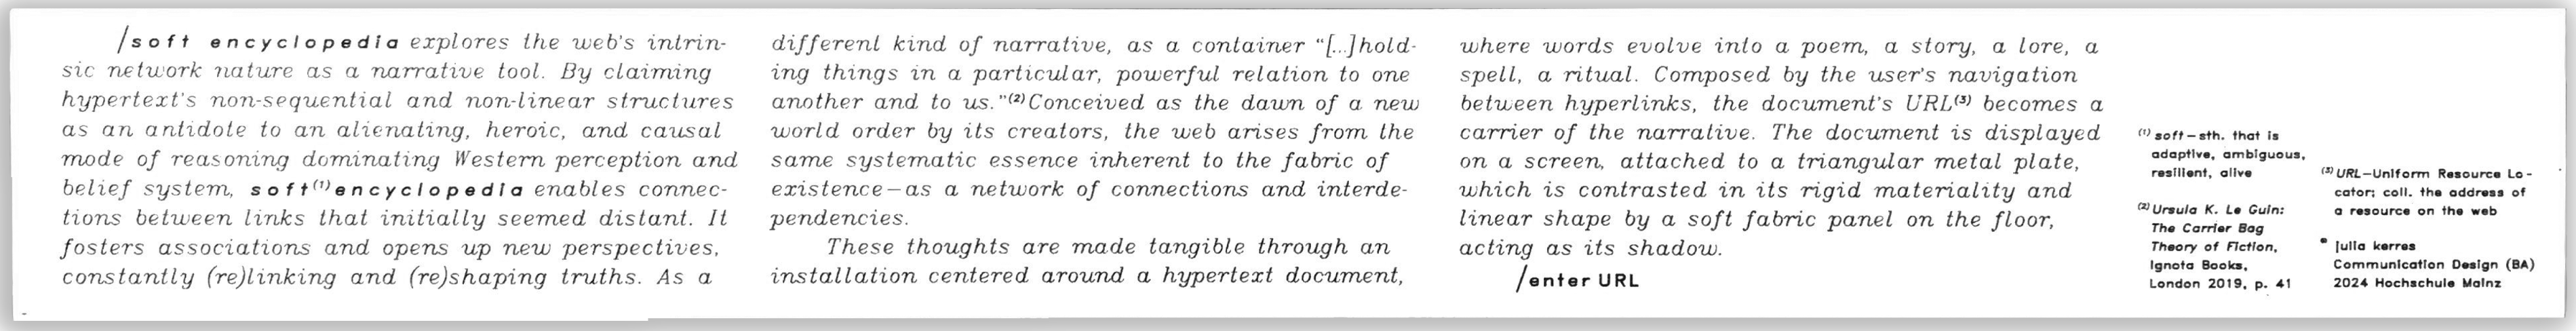 /soft encyclopedia explores the web's intrin-
sic network nature as a narrative tool. By claiming
hypertext's non-sequential and non-linear structures
as an antidote to an alienating, heroic, and causal
mode of reasoning dominating Western perception and
belief system, soft(1)encyclopedia enables connec-
tions between links that initially seemed distant. It
fosters associations and opens up new perspectives,
constantly (re)linking and (re)shaping truths. As a
different kind of narrative, as a container “[...]hold-
ing things in a particular, powerful relation to one
another and to us.”(2)Conceived as the dawn of a new
world order by its creators, the web arises from the
same systematic essence inherent to the fabric of
existence—as a network of connections and interde-
pendencies.
These thoughts are made tangible through an
installation centered around a hypertext document,
where words evolve into a poem, a story, a lore, a
spell, a ritual. Composed by the user's navigation
between hyperlinks, the document's URL(3) becomes a
carrier of the narrative. The document is displayed
on a screen, attached to a triangular metal plate,
which is contrasted in its rigid materiality and
linear shape by a soft fabric panel on the floor,
acting as its shadow.
/enter URL
(1) soft—sth. that is
adaptive, ambiguous,
resilient, alive
(2) Ursula K. Le Guin:
The Carrier Bag
Theory of Fiction,
Ignota Books,
London 2019, p. 41
(3) URL—Uniform Resource Lo-
cator; coll. the address of
a resource on the web
* julia kerres
Communication Design (BA)
2024 Hochschule Mainz